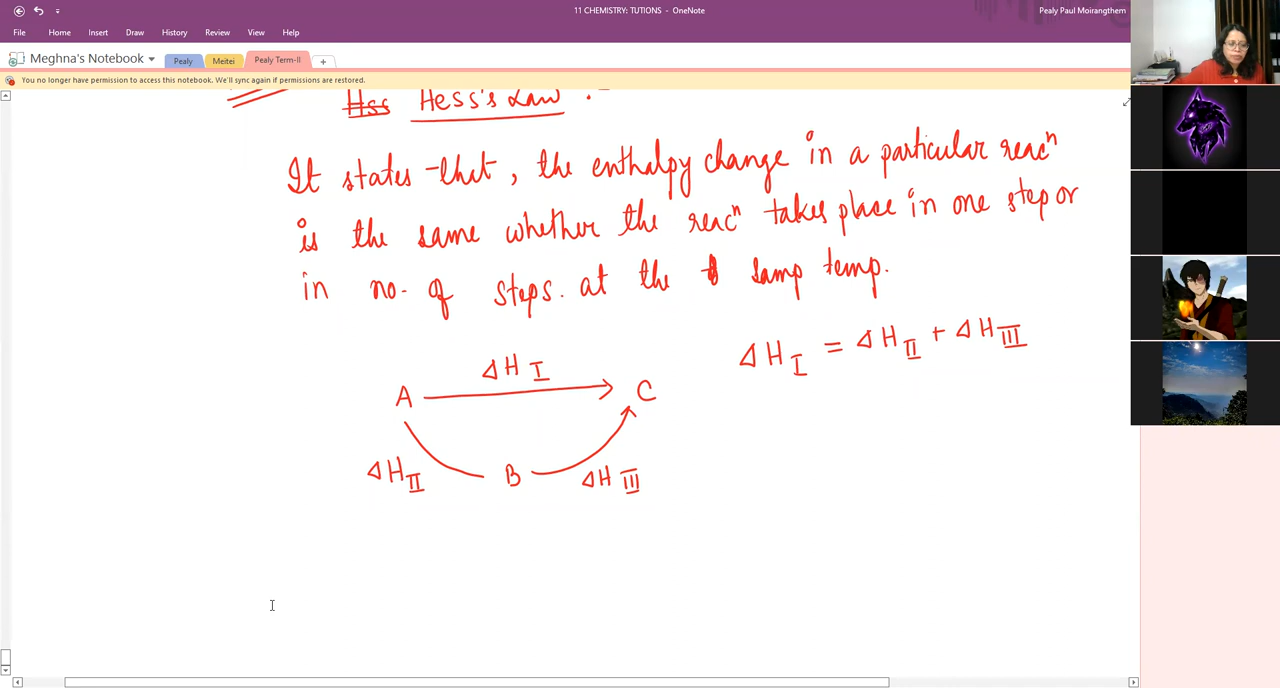 11 CHEMISTRY: TUTIONS - OneNote
Pealy Paul Moirangthem
File Home Insert Draw History Review View Help
Meghna's Notebook
Pealy Meitei Pealy Term-II +
You no longer have permission to access this notebook. We'll sync again if permissions are restored.
Hss Hess's Law :-
It states that, the enthalpy change in a particular reacⁿ
is the same whether the reacⁿ takes place in one step or
in no. of steps. at the t samp temp.
ΔH I = ΔH II + ΔH III
ΔH I
A C
ΔH II B ΔH III